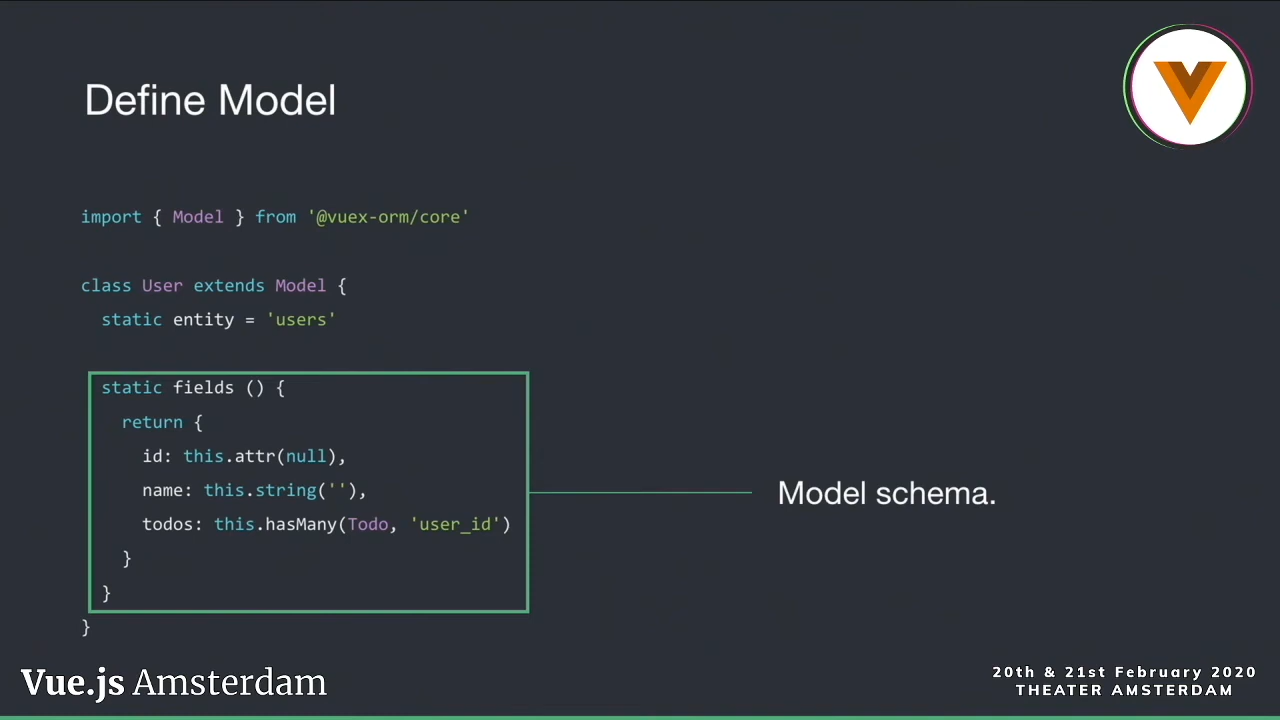 Define Model
import { Model } from '@vuex-orm/core'
class User extends Model {
static entity = 'users'
static fields () {
return {
id: this.attr(null),
name: this.string(''),
todos: this.hasMany(Todo, 'user_id')
}
}
}
Model schema.
Vue.js Amsterdam
20th & 21st February 2020
THEATER AMSTERDAM